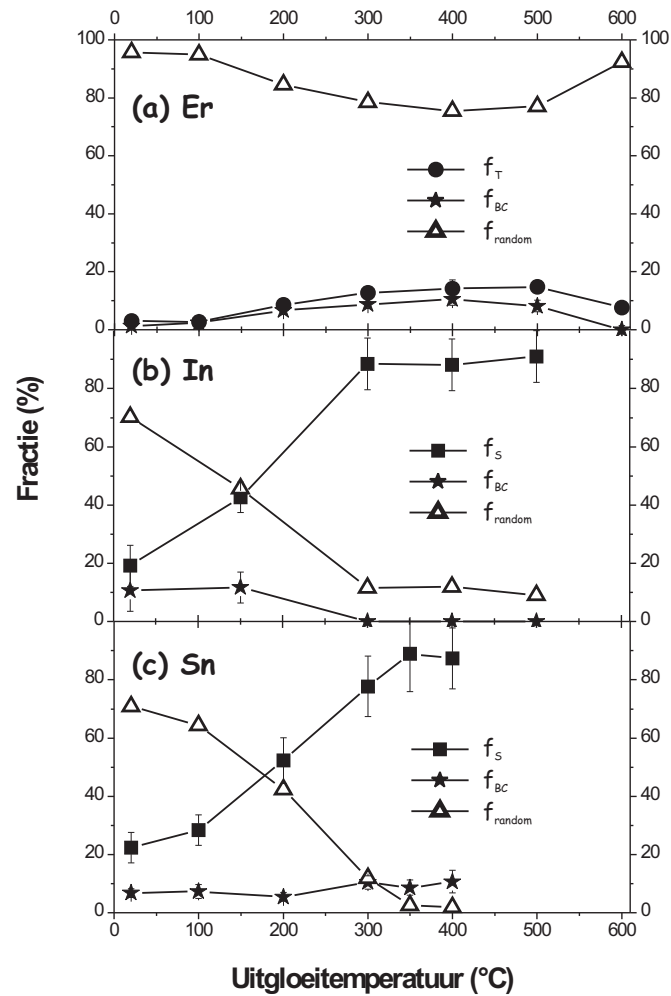 0 100 200 300 400 500 600
100 100
80 80
(a) Er
60 60
f_T
f_BC
f_random
40 40
20 20
0 0
(b) In
80 80
60 60
f_S
f_BC
f_random
40 40
20 20
0 0
(c) Sn
80 80
60 60
f_S
f_BC
f_random
40 40
20 20
0 0
0 100 200 300 400 500 600
Fractie (%)
Uitgloeitemperatuur (°C)